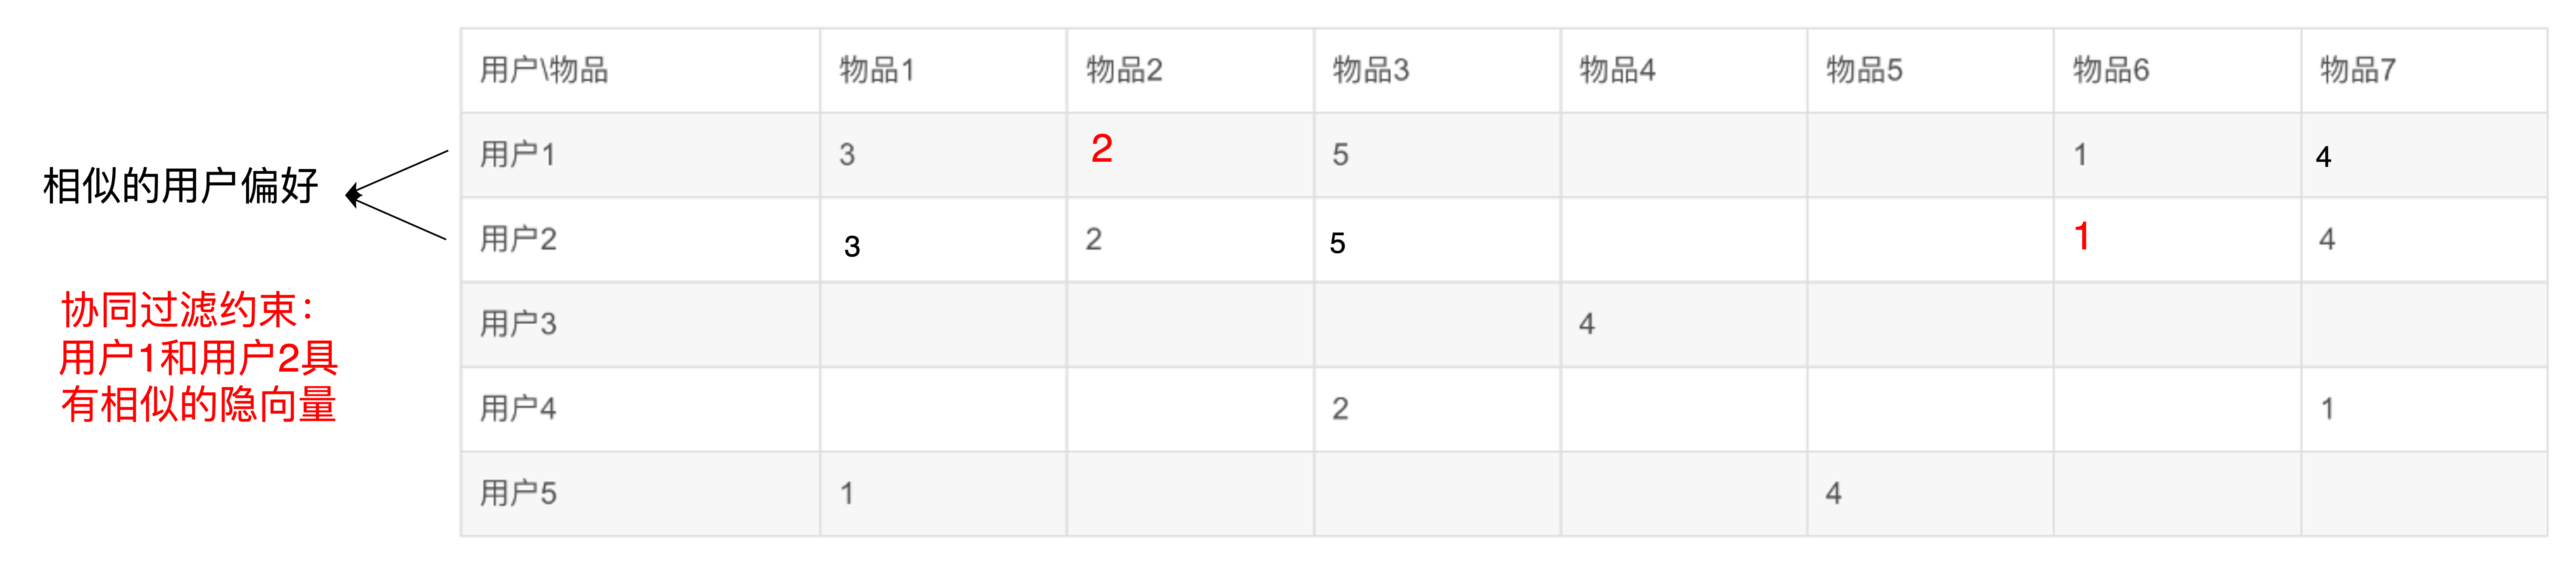 用户\物品 物品1 物品2 物品3 物品4 物品5 物品6 物品7
用户1 3 2 5 1 4
相似的用户偏好
用户2 3 2 5 1 4
协同过滤约束：
用户1和用户2具
有相似的隐向量
用户3 4
用户4 2 1
用户5 1 4